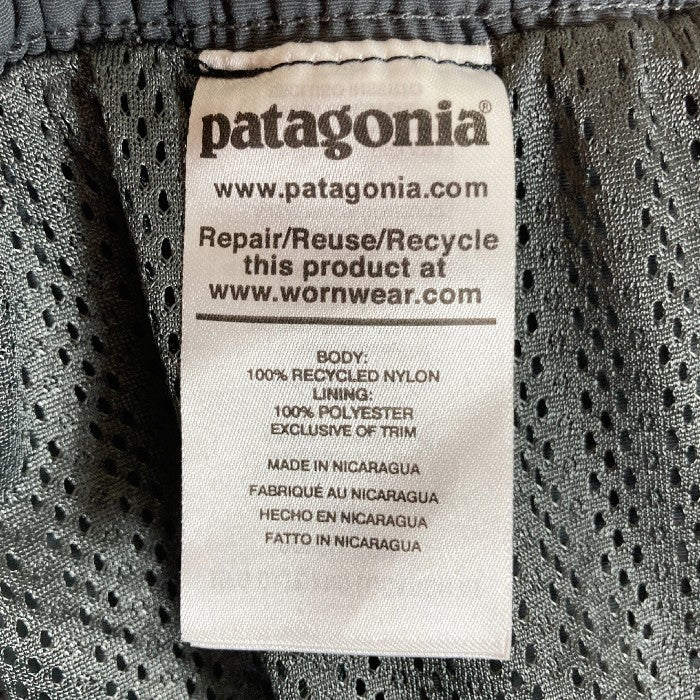 patagonia®
www.patagonia.com
Repair/Reuse/Recycle
this product at
www.wornwear.com
BODY:
100% RECYCLED NYLON
LINING:
100% POLYESTER
EXCLUSIVE OF TRIM
MADE IN NICARAGUA
FABRIQUÉ AU NICARAGUA
HECHO EN NICARAGUA
FATTO IN NICARAGUA